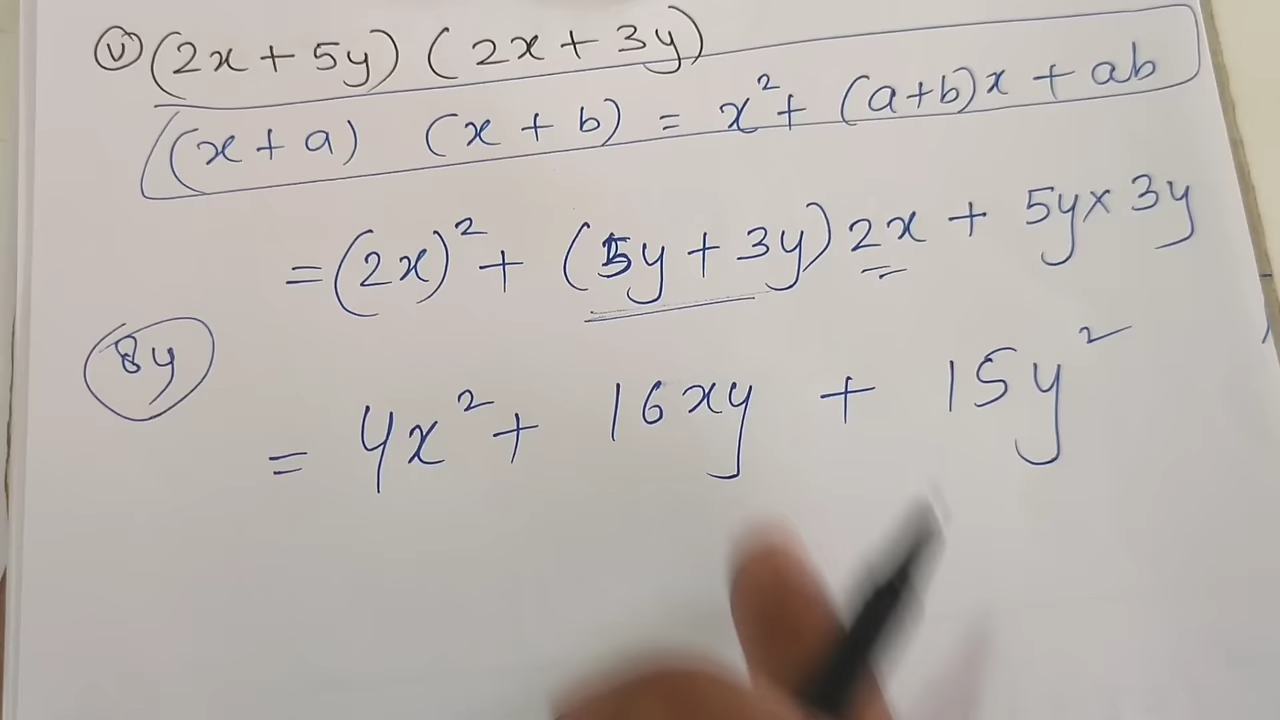 (v) (2x + 5y) (2x + 3y)
(x + a) (x + b) = x² + (a+b)x + ab
= (2x)² + (5y + 3y) 2x + 5y × 3y
8y
= 4x² + 16xy + 15y²